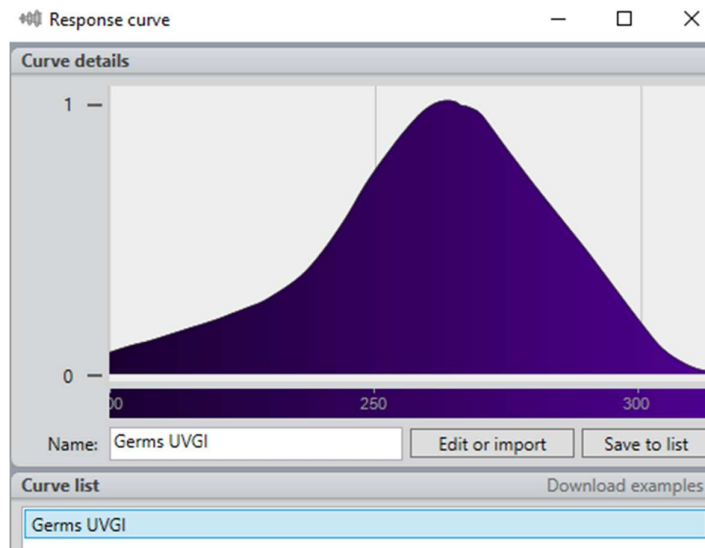 Response curve
Curve details
1
0
00 250 300
Name: Germs UVGI Edit or import Save to list
Curve list Download examples
Germs UVGI